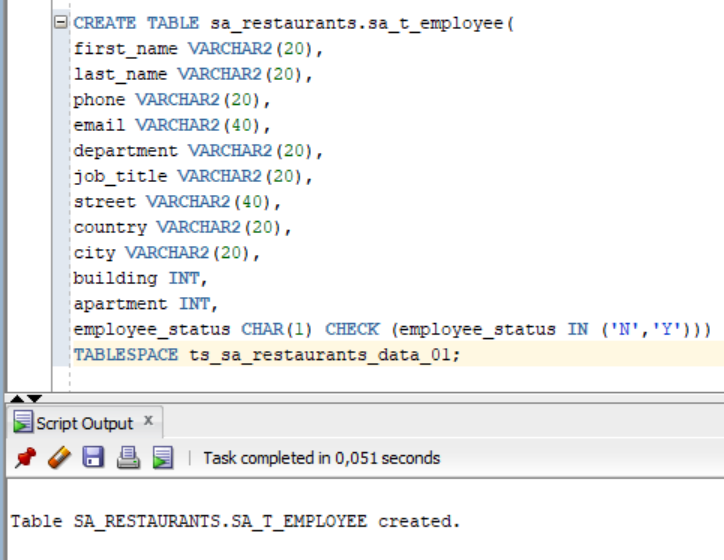 CREATE TABLE sa_restaurants.sa_t_employee(
first_name VARCHAR2(20),
last_name VARCHAR2(20),
phone VARCHAR2(20),
email VARCHAR2(40),
department VARCHAR2(20),
job_title VARCHAR2(20),
street VARCHAR2(40),
country VARCHAR2(20),
city VARCHAR2(20),
building INT,
apartment INT,
employee_status CHAR(1) CHECK (employee_status IN ('N','Y')))
TABLESPACE ts_sa_restaurants_data_01;
Script Output x
Task completed in 0,051 seconds
Table SA_RESTAURANTS.SA_T_EMPLOYEE created.